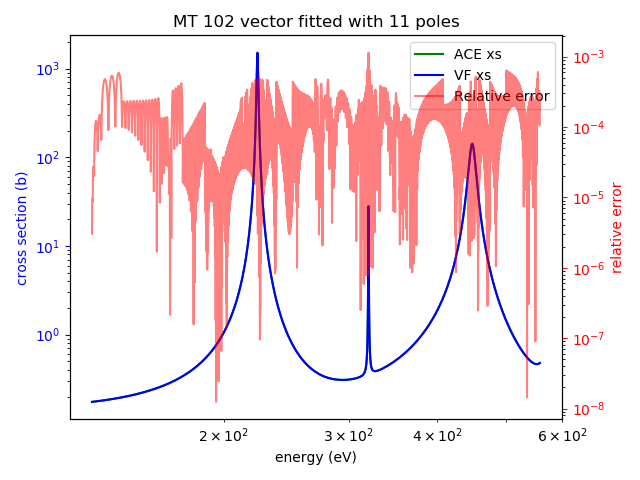 MT 102 vector fitted with 11 poles
ACE xs
VF xs
Relative error
cross section (b)
10³
10²
10¹
10⁰
relative error
10⁻³
10⁻⁴
10⁻⁵
10⁻⁶
10⁻⁷
10⁻⁸
2 × 10² 3 × 10² 4 × 10² 6 × 10²
energy (eV)